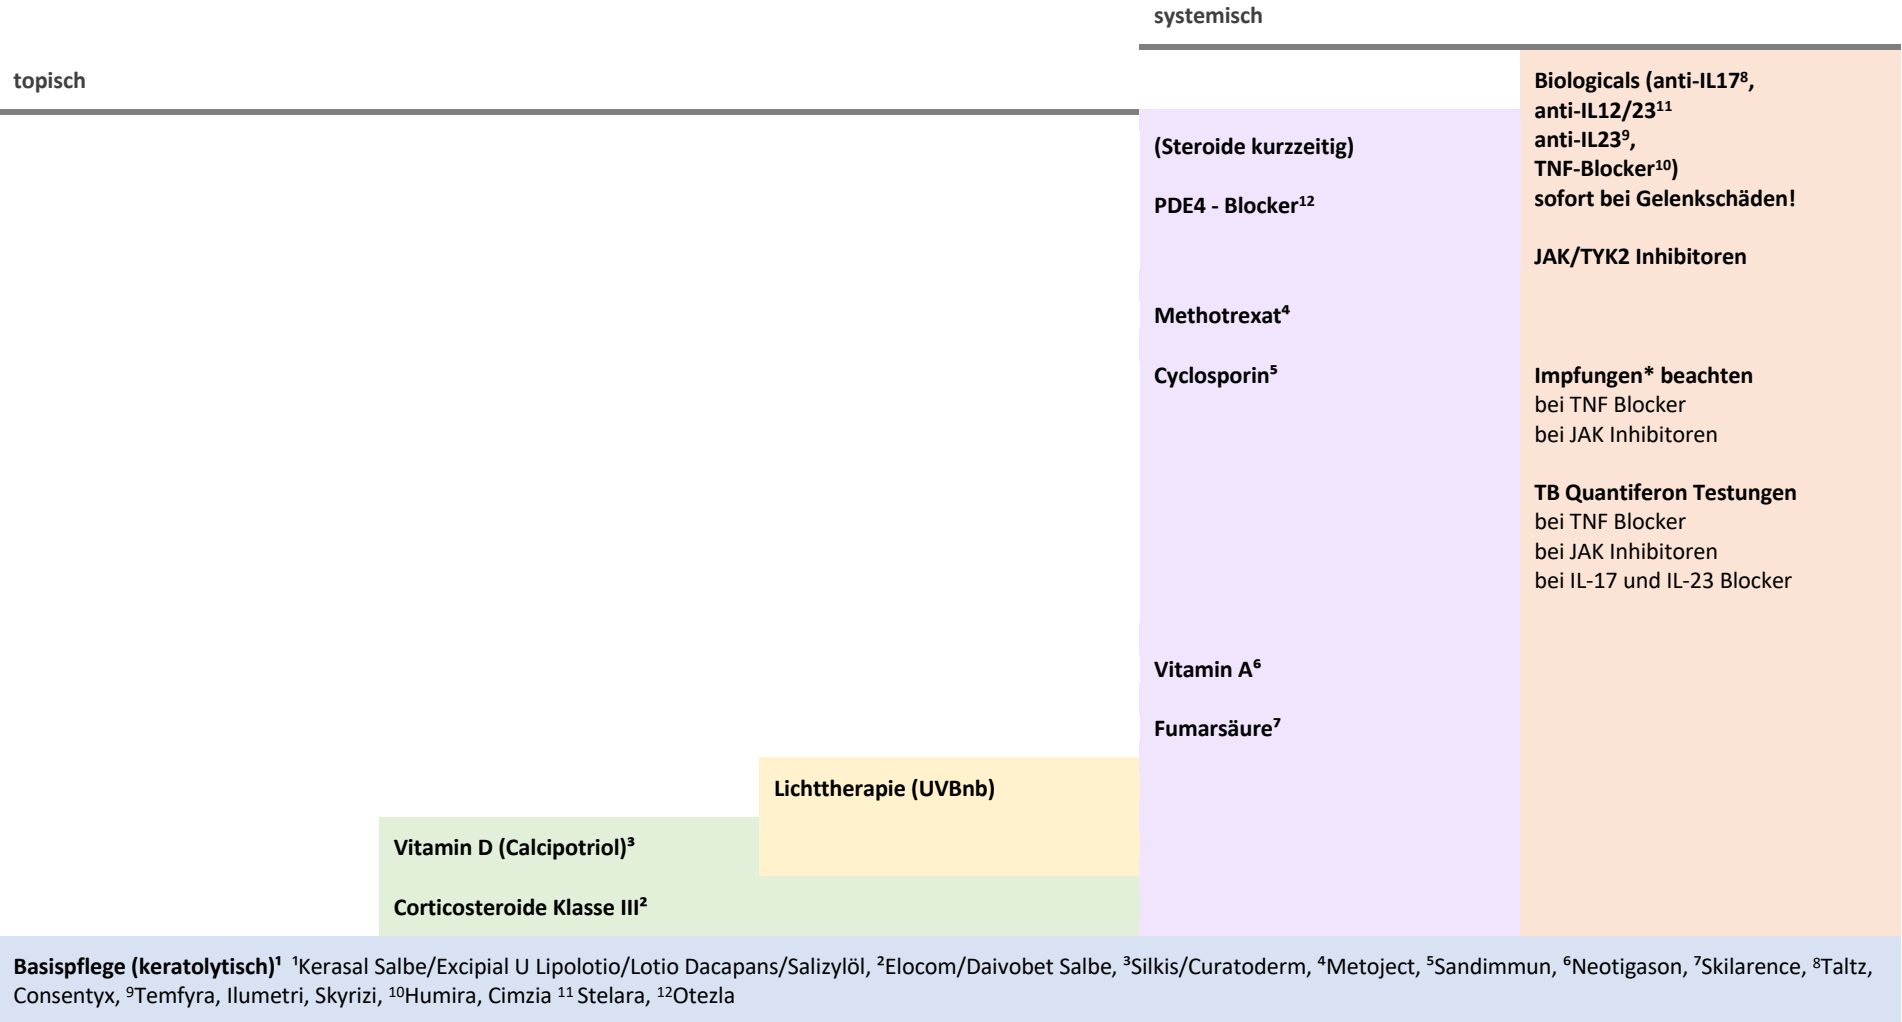 systemisch
topisch
Biologicals (anti-IL17⁸,
anti-IL12/23¹¹
anti-IL23⁹,
TNF-Blocker¹⁰)
sofort bei Gelenkschäden!
JAK/TYK2 Inhibitoren
Impfungen* beachten
bei TNF Blocker
bei JAK Inhibitoren
TB Quantiferon Testungen
bei TNF Blocker
bei JAK Inhibitoren
bei IL-17 und IL-23 Blocker
(Steroide kurzzeitig)
PDE4 - Blocker¹²
Methotrexat⁴
Cyclosporin⁵
Vitamin A⁶
Fumarsäure⁷
Lichttherapie (UVBnb)
Vitamin D (Calcipotriol)³
Corticosteroide Klasse III²
Basispflege (keratolytisch)¹ ¹Kerasal Salbe/Excipial U Lipolotio/Lotio Dacapans/Salizylöl, ²Elocom/Daivobet Salbe, ³Silkis/Curatoderm, ⁴Metoject, ⁵Sandimmun, ⁶Neotigason, ⁷Skilarence, ⁸Taltz,
Consentyx, ⁹Temfyra, Ilumetri, Skyrizi, ¹⁰Humira, Cimzia ¹¹ Stelara, ¹²Otezla